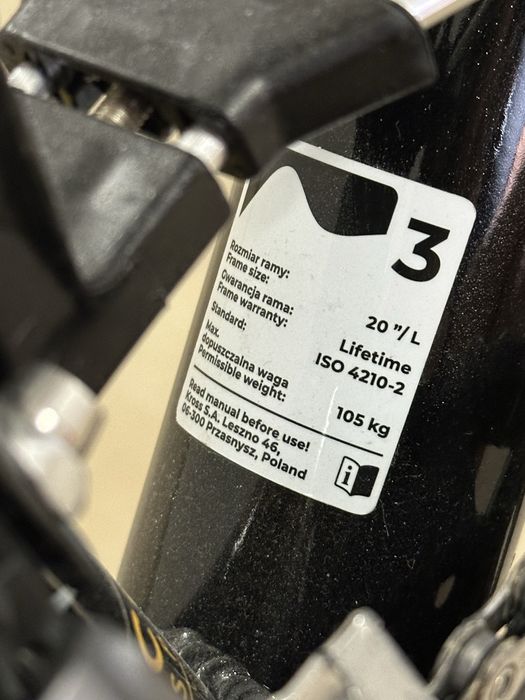 3
Rozmiar ramy:
Frame size:
20 "/ L
Gwarancja rama:
Frame warranty:
Lifetime
Standard:
ISO 4210-2
Max.
dopuszczalna waga
Permissible weight:
105 kg
Read manual before use!
Kross S.A. Leszno 46,
06-300 Przasnysz, Poland
i